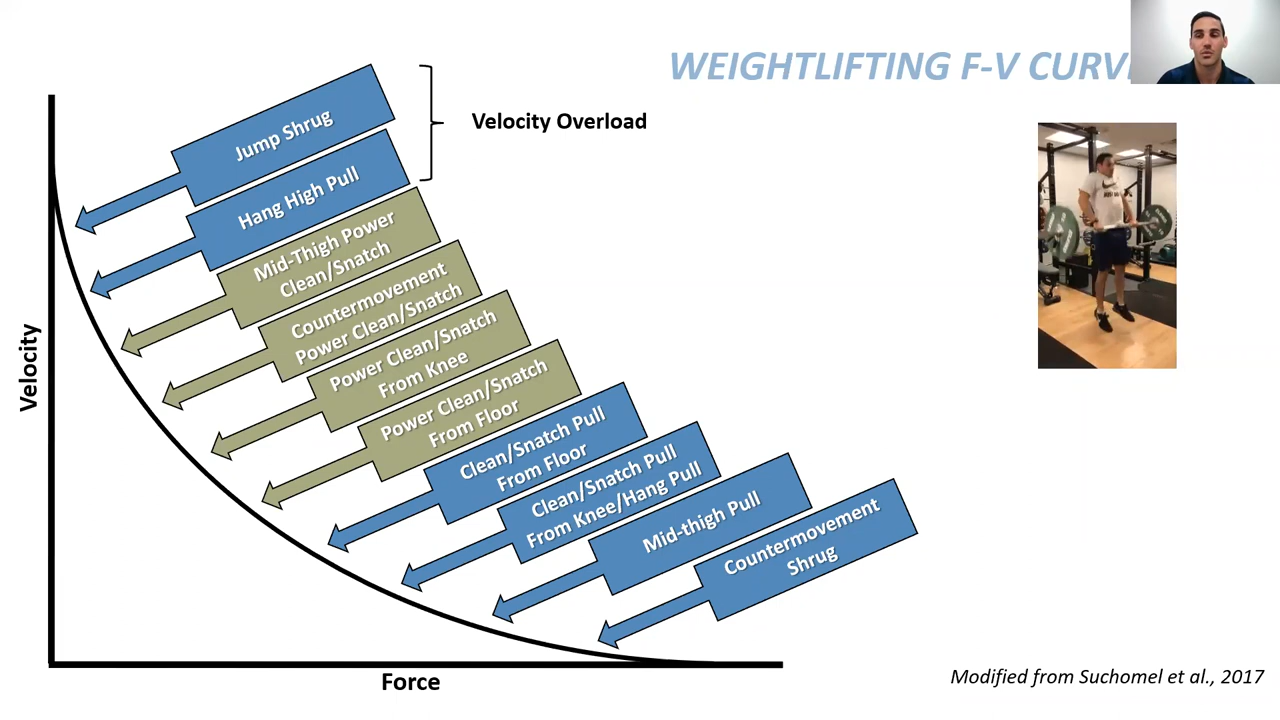 WEIGHTLIFTING F-V CURV
Velocity Overload
Jump Shrug
Hang High Pull
Mid-Thigh Power
Clean/Snatch
Countermovement
Power Clean/Snatch
Power Clean/Snatch
From Knee
Power Clean/Snatch
From Floor
Clean/Snatch Pull
From Floor
Clean/Snatch Pull
From Knee/Hang Pull
Mid-thigh Pull
Countermovement
Shrug
Velocity
Force
Modified from Suchomel et al., 2017